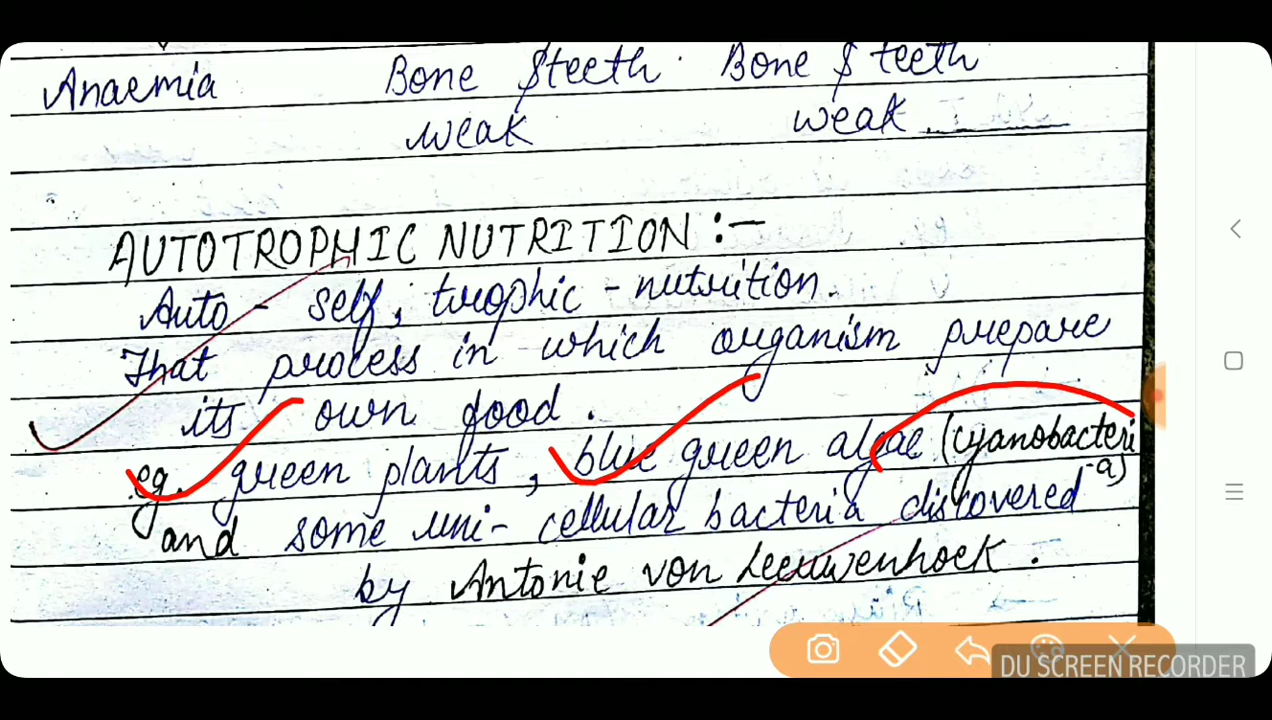 Anaemia Bone & teeth. Bone & teeth
weak weak
AUTOTROPHIC NUTRITION :-
Auto - self, trophic - nutrition.
That process in which organism prepare
its own food.
eg. green plants, blue green algae (cyanobacteri
-a)
and some uni-cellular bacteria discovered
by Antonie von Leeuwenhoek.
DU SCREEN RECORDER